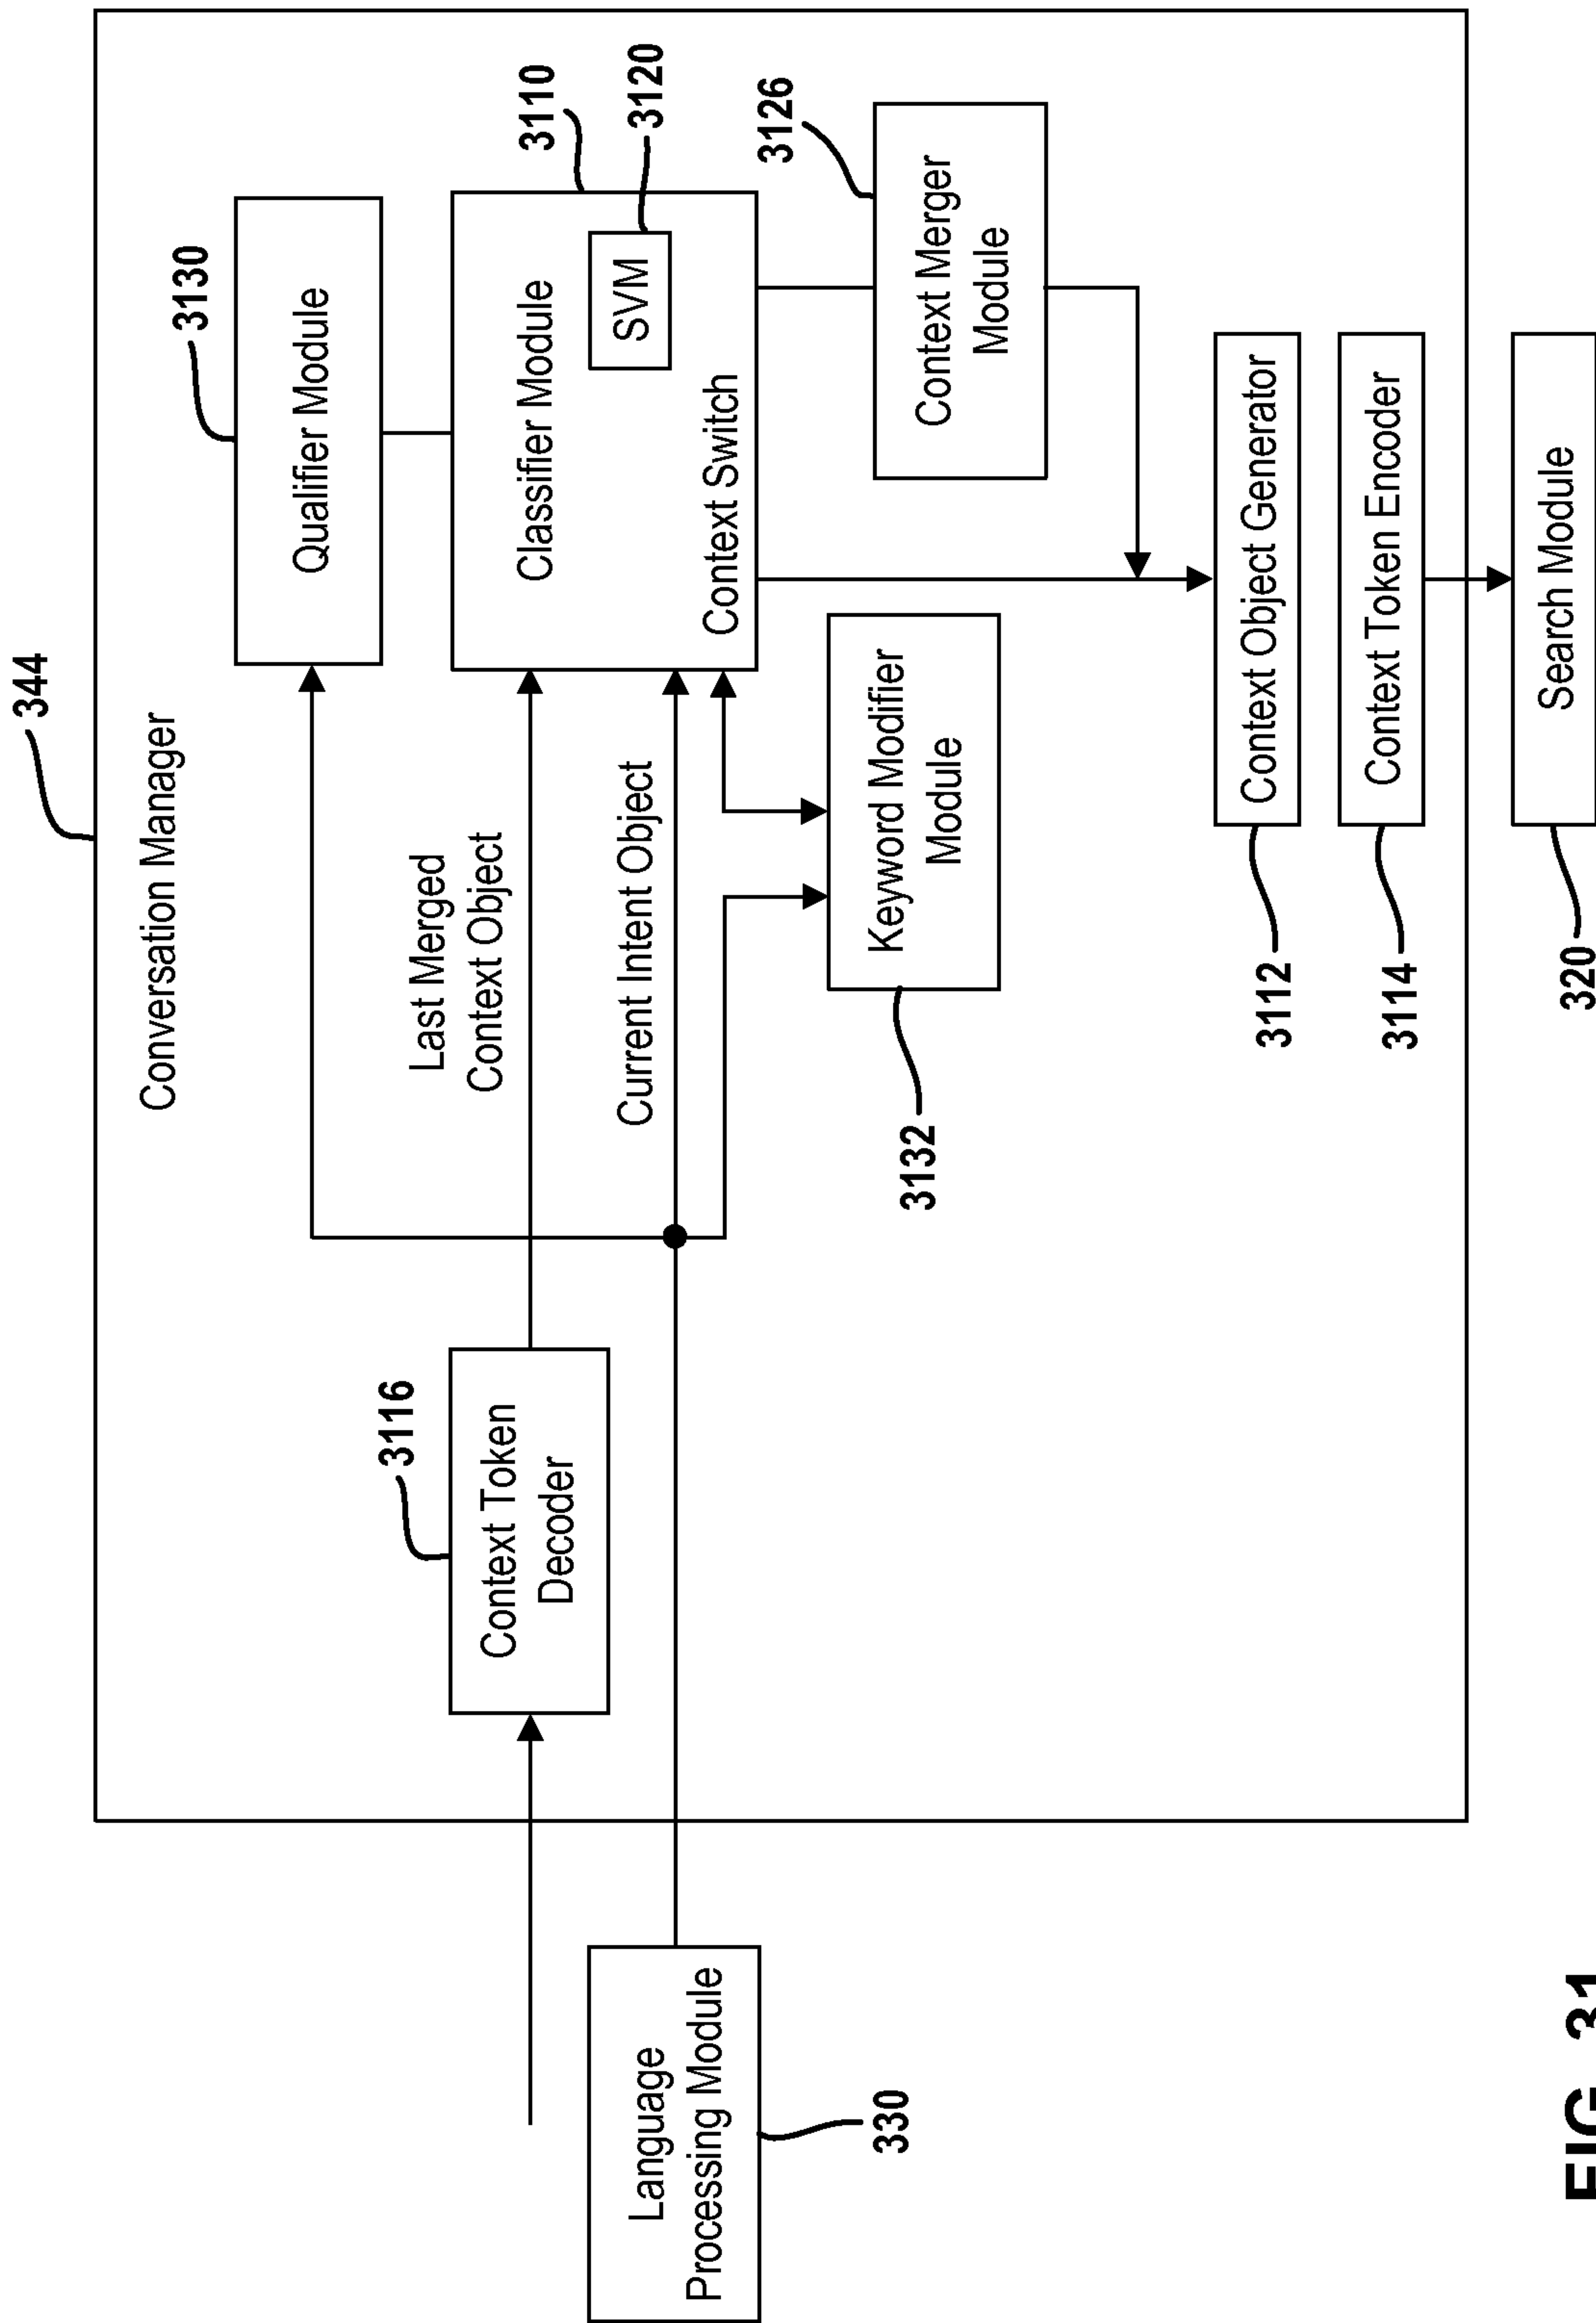 344
Conversation Manager
3130
Qualifier Module
3110
Classifier Module
3120
SVM
Context Switch
3116
Context Token
Decoder
Last Merged
Context Object
Current Intent Object
3126
Context Merger
Module
Keyword Modifier
Module
3132
Language
Processing Module
330
Context Object Generator
3112
Context Token Encoder
3114
Search Module
320
FIG. 31